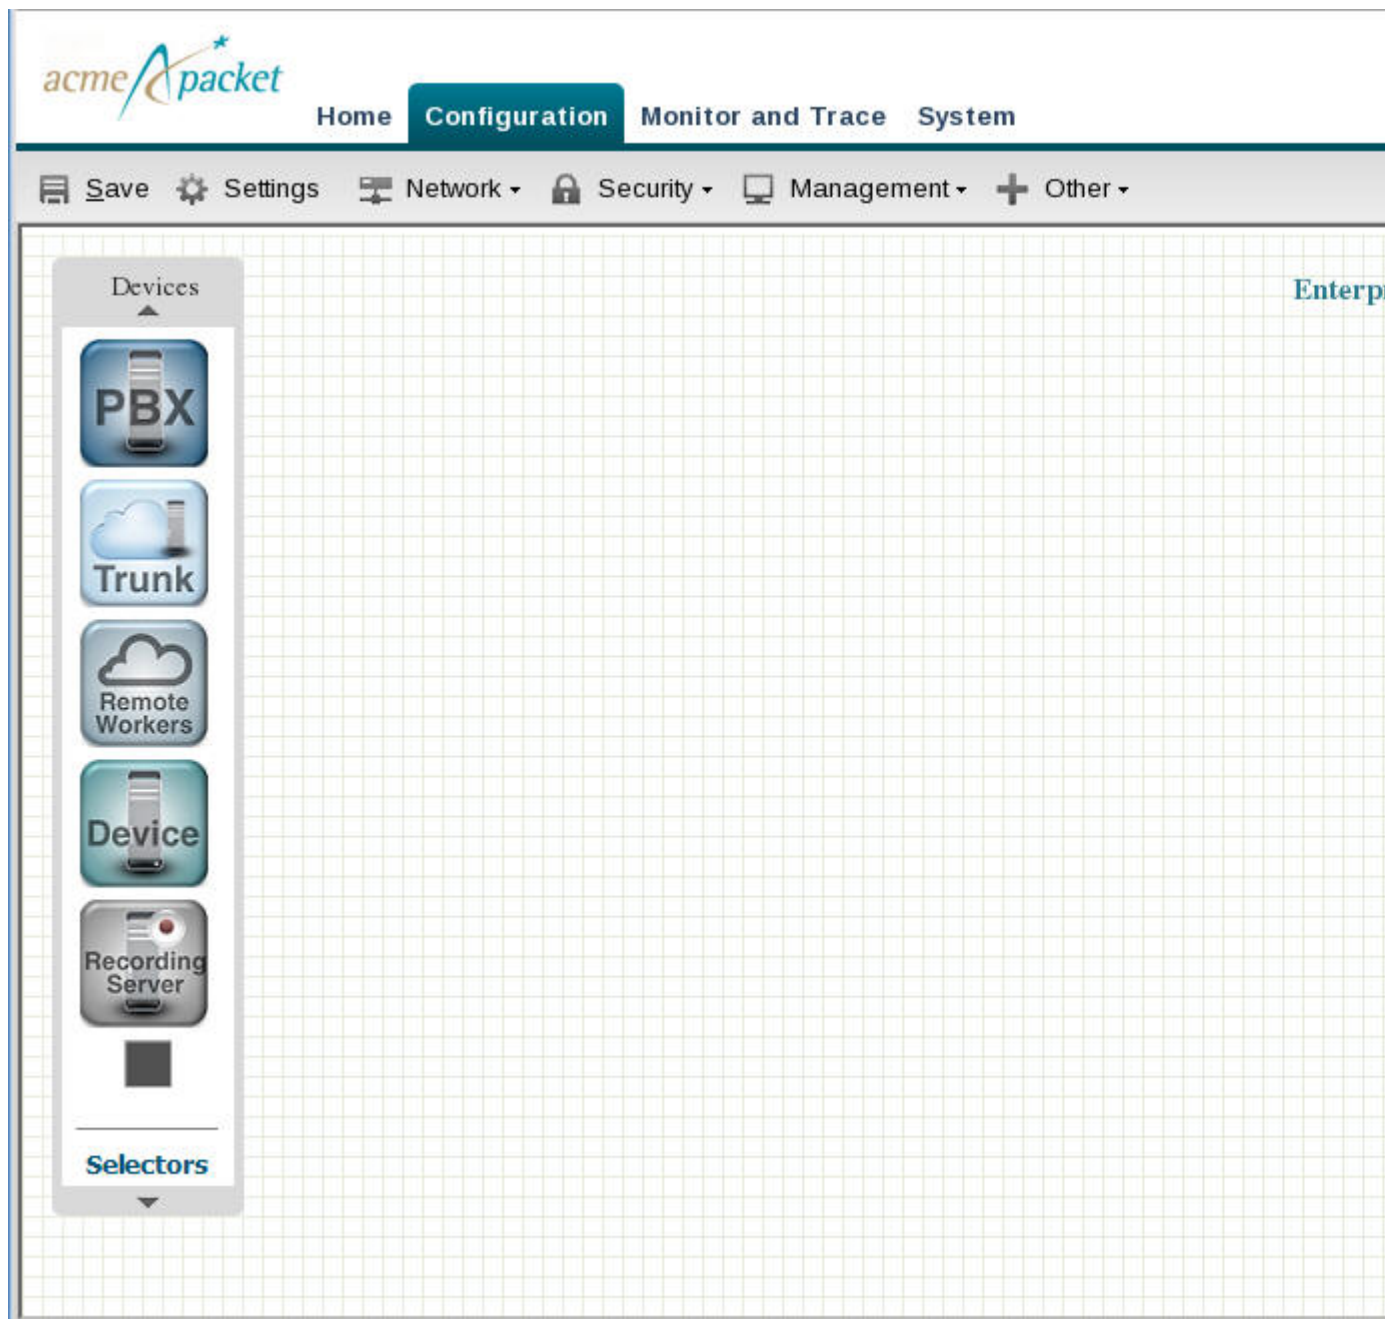 acme packet
Home Configuration Monitor and Trace System
Save Settings Network Security Management Other
Devices
PBX
Trunk
Remote
Workers
Device
Recording
Server
Selectors